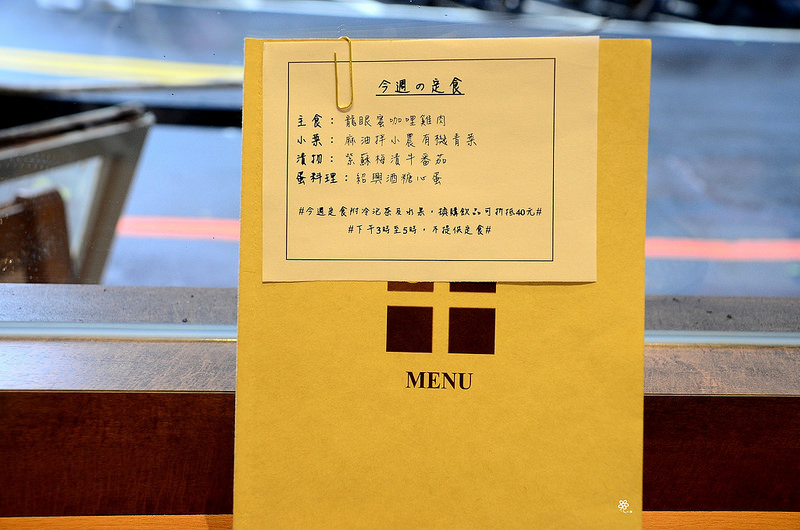 今週の定食
主食：龍眼蜜咖哩雞肉
小菜：麻油拌小農有機青菜
漬物：紫蘇梅漬牛番茄
蛋料理：紹興酒糖心蛋
#今週定食附冷泡茶及水果，換購飲品可折抵40元#
#下午3時至5時，不提供定食#
MENU